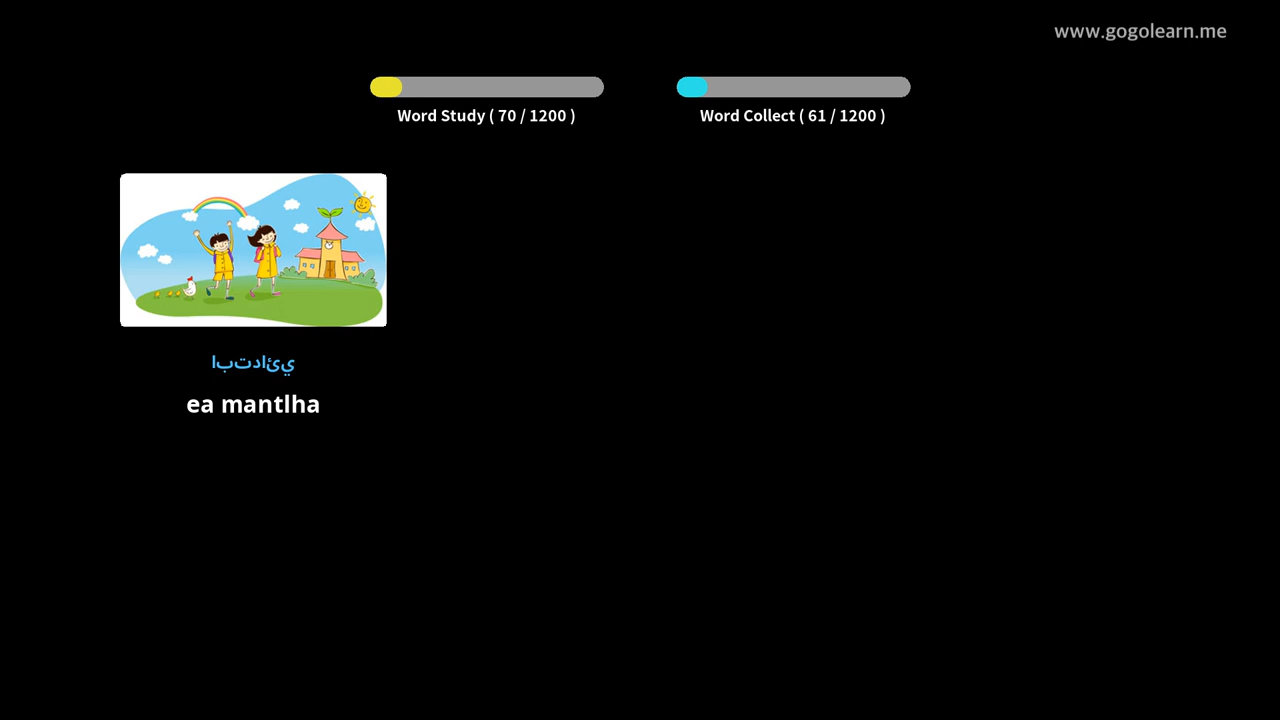 www.gogolearn.me
Word Study ( 70 / 1200 )
Word Collect ( 61 / 1200 )
ابتدائي
ea mantlha